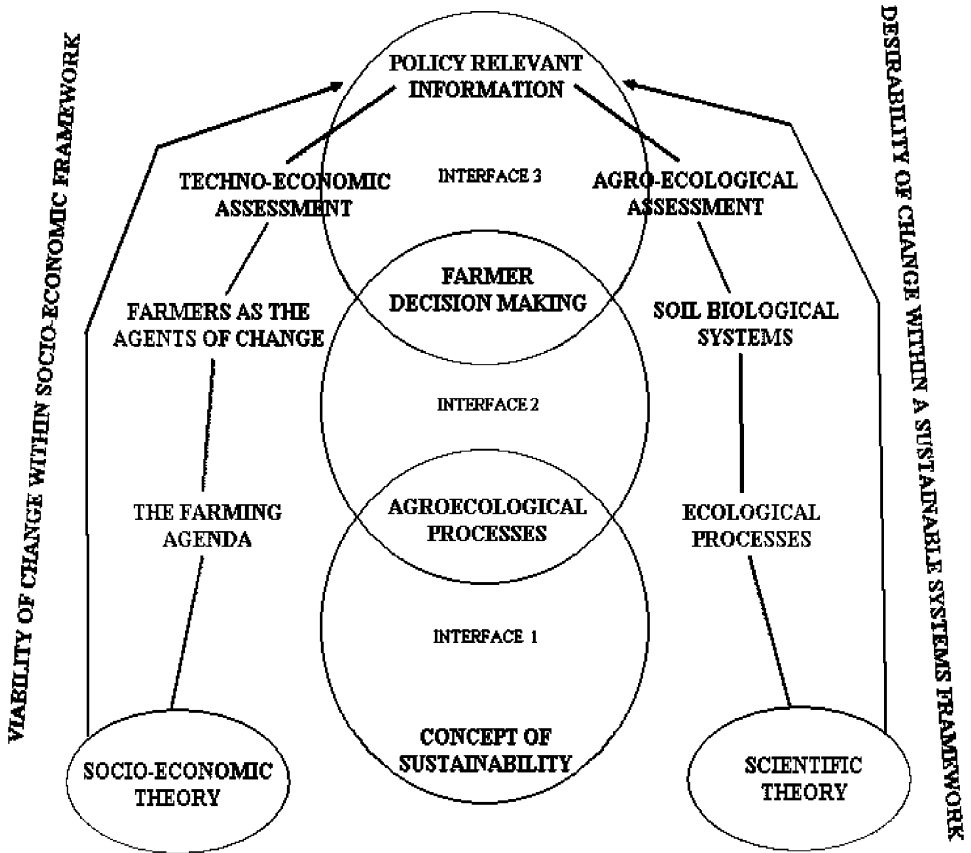 VIABILITY OF CHANGE WITHIN SOCIO-ECONOMIC FRAMEWORK
DESIRABILITY OF CHANGE WITHIN A SUSTAINABLE SYSTEMS FRAMEWORK
POLICY RELEVANT
INFORMATION
TECHNO-ECONOMIC
ASSESSMENT
INTERFACE 3
AGRO-ECOLOGICAL
ASSESSMENT
FARMER
DECISION MAKING
FARMERS AS THE
AGENTS OF CHANGE
SOIL BIOLOGICAL
SYSTEMS
INTERFACE 2
THE FARMING
AGENDA
AGROECOLOGICAL
PROCESSES
ECOLOGICAL
PROCESSES
INTERFACE 1
CONCEPT OF
SUSTAINABILITY
SOCIO-ECONOMIC
THEORY
SCIENTIFIC
THEORY